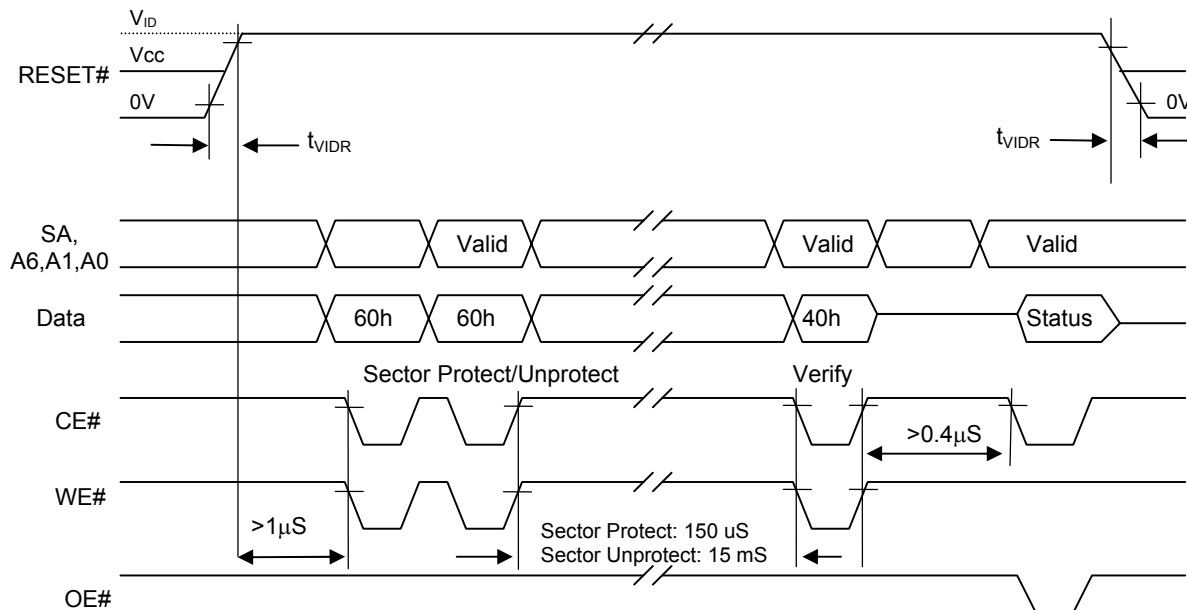 VID
Vcc
RESET#
0V
0V
tVIDR
tVIDR
SA,
A6,A1,A0
Valid
Valid
Valid
Data
60h
60h
40h
Status
Sector Protect/Unprotect
Verify
CE#
>0.4μS
WE#
>1μS
Sector Protect: 150 uS
Sector Unprotect: 15 mS
OE#